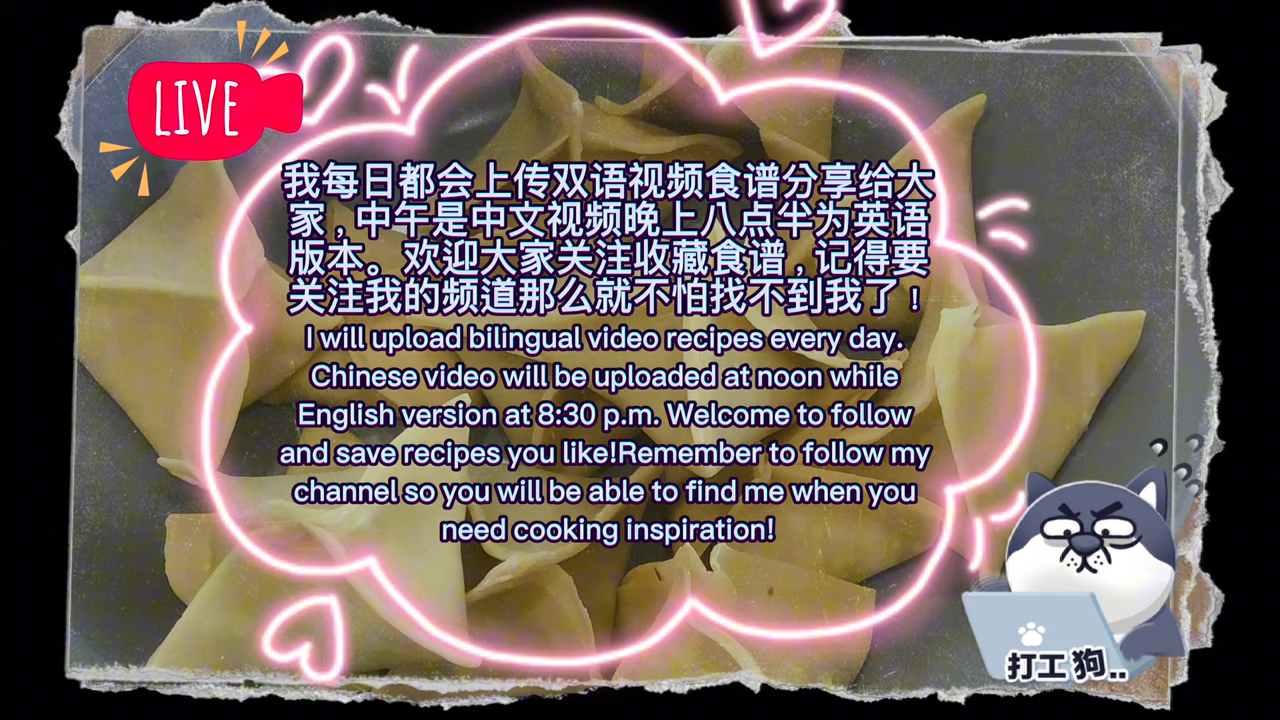 LIVE
我每日都会上传双语视频食谱分享给大
家，中午是中文视频晚上八点半为英语
版本。欢迎大家关注收藏食谱，记得要
关注我的频道那么就不怕找不到我了！
I will upload bilingual video recipes every day.
Chinese video will be uploaded at noon while
English version at 8:30 p.m. Welcome to follow
and save recipes you like!Remember to follow my
channel so you will be able to find me when you
need cooking inspiration!
打工狗..